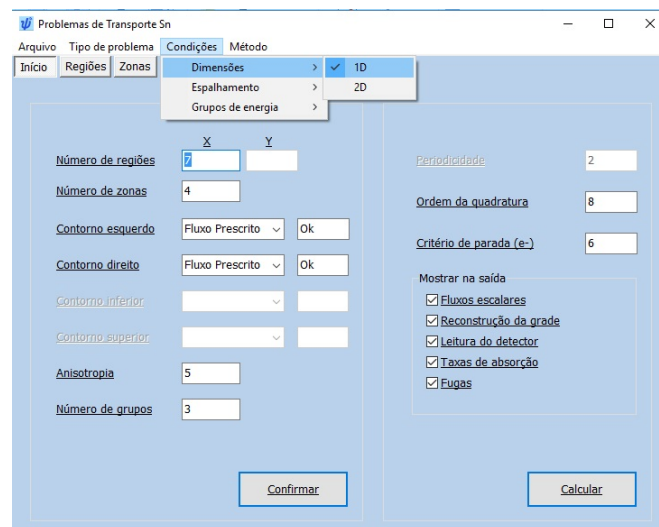 Problemas de Transporte Sn
Arquivo Tipo de problema Condições Método
Início Regiões Zonas
Dimensões
Espalhamento
Grupos de energia
1D
2D
X Y
Número de regiões 7
Número de zonas 4
Contorno esquerdo Fluxo Prescrito Ok
Contorno direito Fluxo Prescrito Ok
Contorno inferior
Contorno superior
Anisotropia 5
Número de grupos 3
Confirmar
Periodicidade 2
Ordem da quadratura 8
Critério de parada (e-) 6
Mostrar na saída
Fluxos escalares
Reconstrução da grade
Leitura do detector
Taxas de absorção
Fugas
Calcular